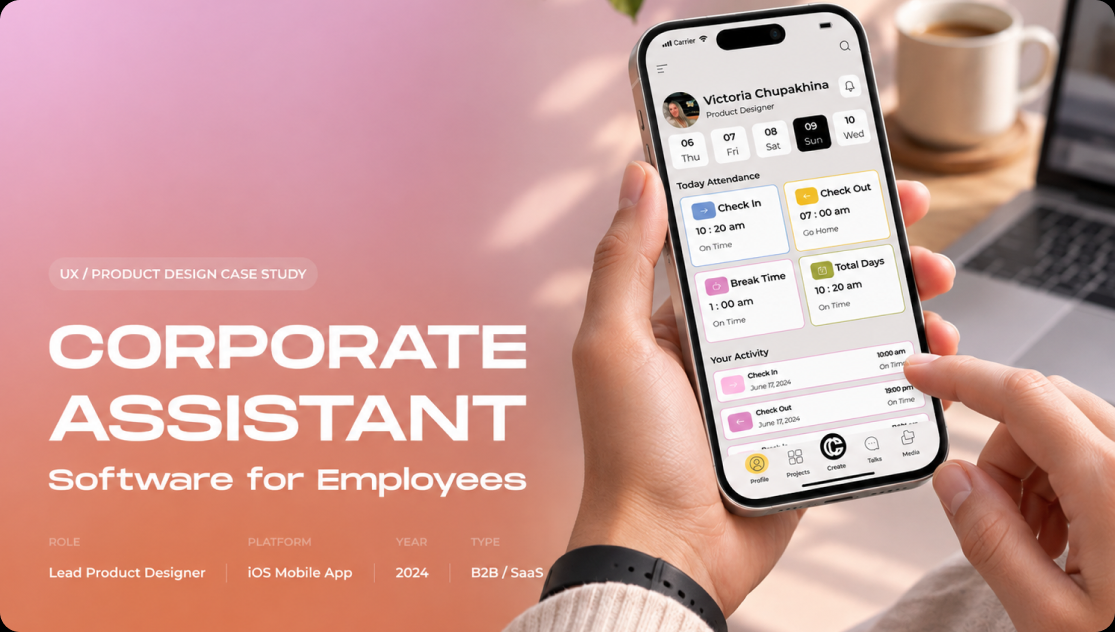 UX / PRODUCT DESIGN CASE STUDY
CORPORATE
ASSISTANT
Software for Employees
ROLE
PLATFORM
YEAR
TYPE
Lead Product Designer
iOS Mobile App
2024
B2B / SaaS
Carrier
Victoria Chupakhina
Product Designer
06
Thu
07
Fri
08
Sat
09
Sun
10
Wed
Today Attendance
Check In
10 : 20 am
On Time
Check Out
07 : 00 am
Go Home
Break Time
1 : 00 am
On Time
Total Days
10 : 20 am
On Time
Your Activity
Check In
10:00 am
June 17, 2024
On Time
Check Out
19:00 pm
June 17, 2024
On Time
Profile
Projects
Create
Talks
Media